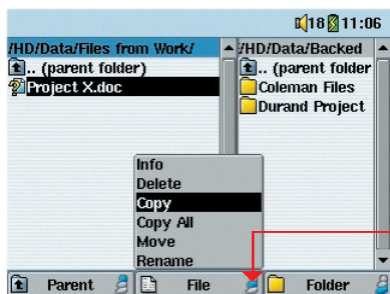 18 11:06
/HD/Data/Files from Work/
/HD/Data/Backed
.. (parent folder)
.. (parent folder
Project X.doc
Coleman Files
Durand Project
Info
Delete
Copy
Copy All
Move
Rename
Parent
File
Folder